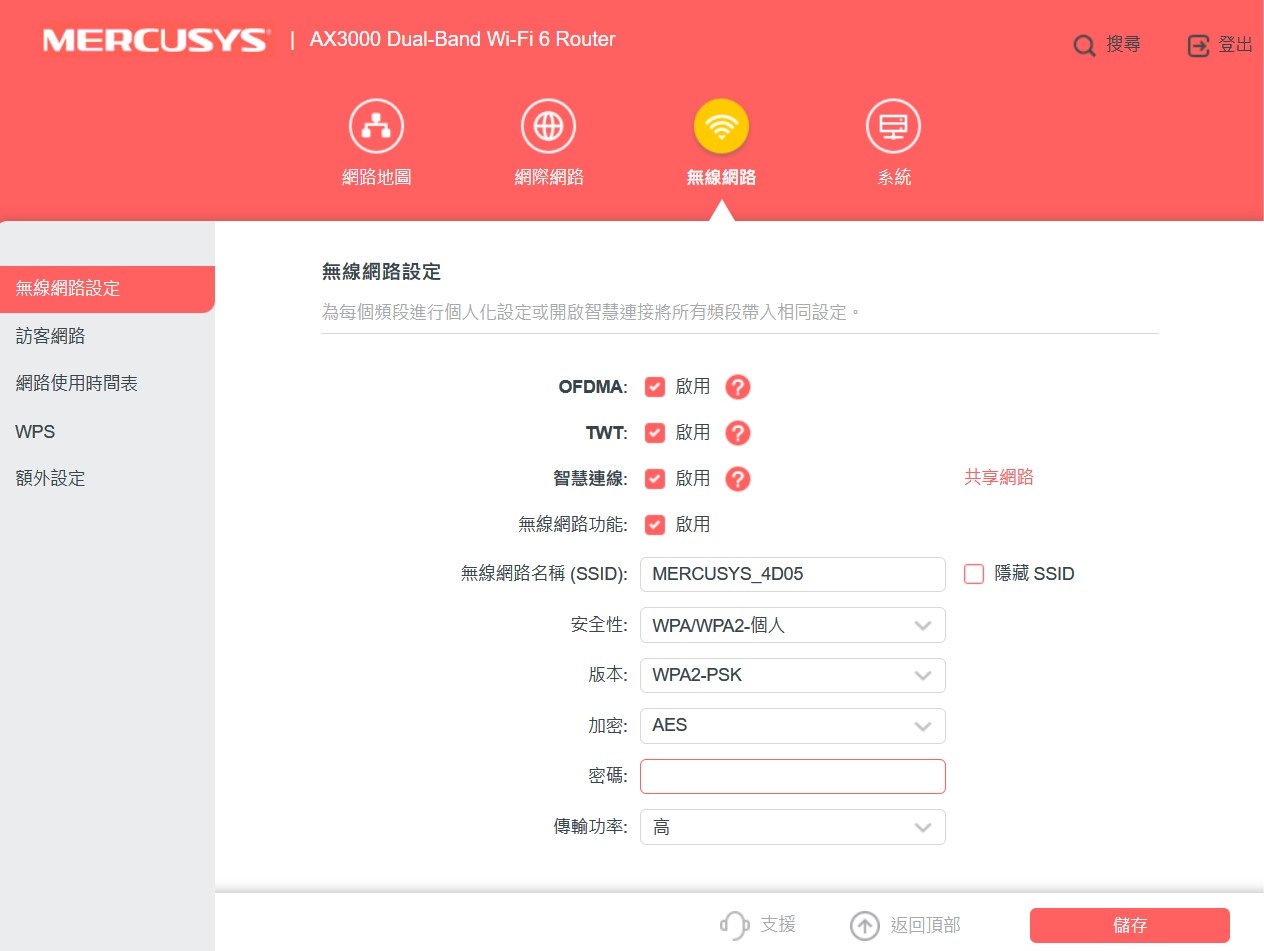 MERCUSYS | AX3000 Dual-Band Wi-Fi 6 Router
搜尋
登出
網路地圖
網際網路
無線網路
系統
無線網路設定
訪客網路
網路使用時間表
WPS
額外設定
無線網路設定
為每個頻段進行個人化設定或開啟智慧連接將所有頻段帶入相同設定。
OFDMA: 啟用 ?
TWT: 啟用 ?
智慧連線: 啟用 ? 共享網路
無線網路功能: 啟用
無線網路名稱 (SSID): MERCUSYS_4D05 隱藏 SSID
安全性: WPA/WPA2-個人
版本: WPA2-PSK
加密: AES
密碼:
傳輸功率: 高
支援
返回頂部
儲存